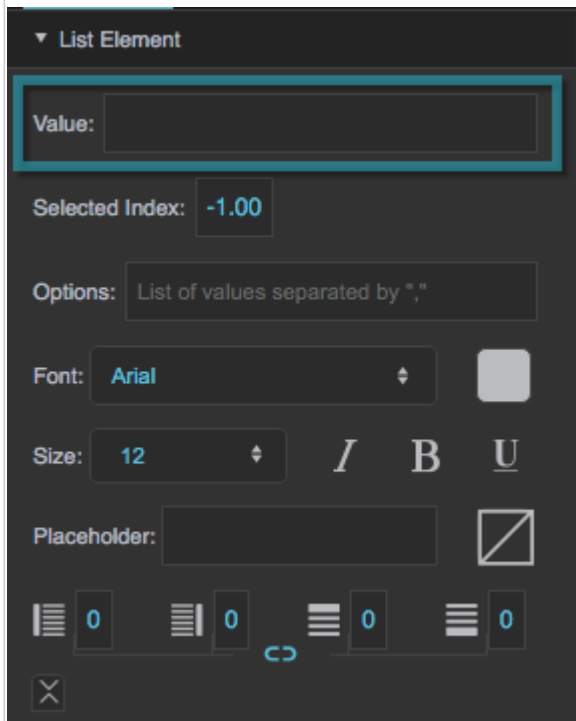 List Element
Value:
Selected Index: -1.00
Options: List of values separated by ","
Font: Arial
Size: 12 I B U
Placeholder:
0 0 0 0